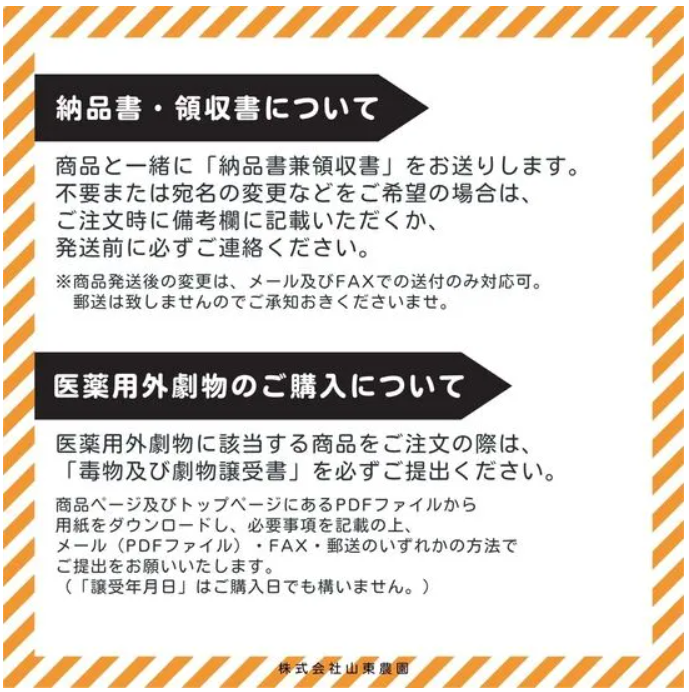 納品書・領収書について
商品と一緒に「納品書兼領収書」をお送りします。
不要または宛名の変更などをご希望の場合は、
ご注文時に備考欄に記載いただくか、
発送前に必ずご連絡ください。
※商品発送後の変更は、メール及びFAXでの送付のみ対応可。
郵送は致しませんのでご承知おきくださいませ。
医薬用外劇物のご購入について
医薬用外劇物に該当する商品をご注文の際は、
「毒物及び劇物譲受書」を必ずご提出ください。
商品ページ及びトップページにあるPDFファイルから
用紙をダウンロードし、必要事項を記載の上、
メール（PDFファイル）・FAX・郵送のいずれかの方法で
ご提出をお願いいたします。
（「譲受年月日」はご購入日でも構いません。）
株式会社山東農園